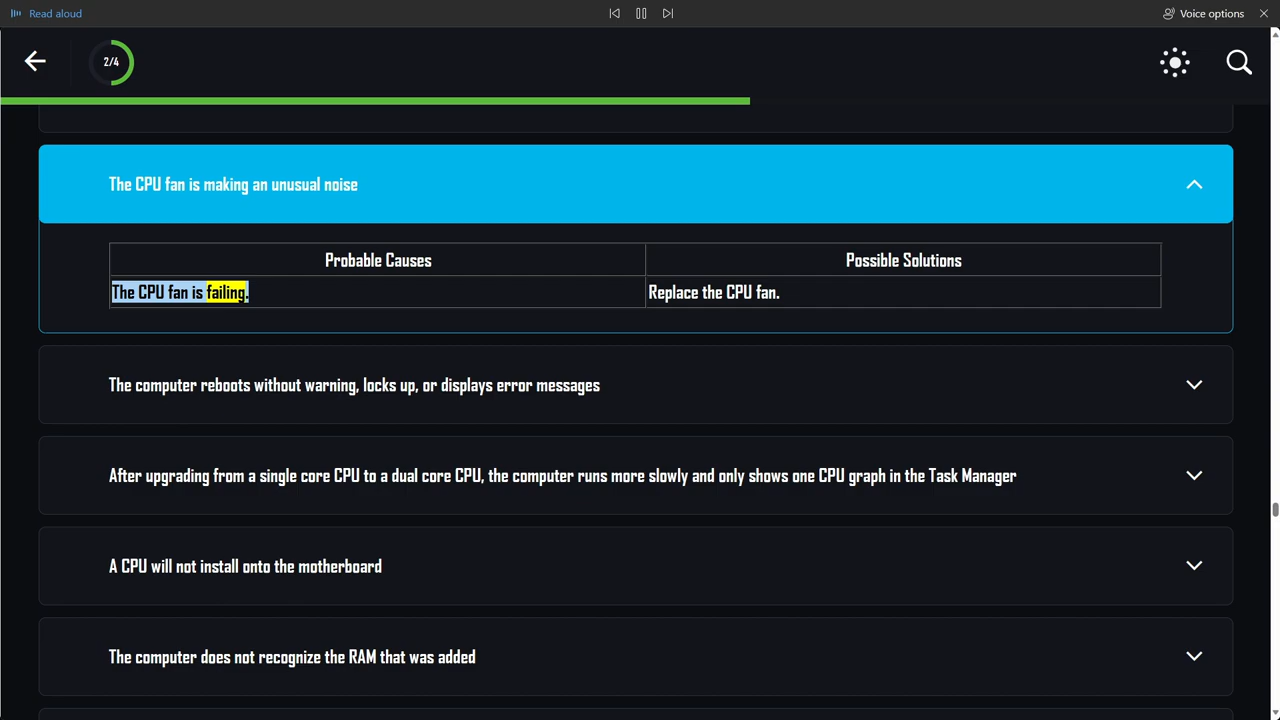 Read aloud
Voice options
2/4
The CPU fan is making an unusual noise
Probable Causes
Possible Solutions
The CPU fan is failing.
Replace the CPU fan.
The computer reboots without warning, locks up, or displays error messages
After upgrading from a single core CPU to a dual core CPU, the computer runs more slowly and only shows one CPU graph in the Task Manager
A CPU will not install onto the motherboard
The computer does not recognize the RAM that was added